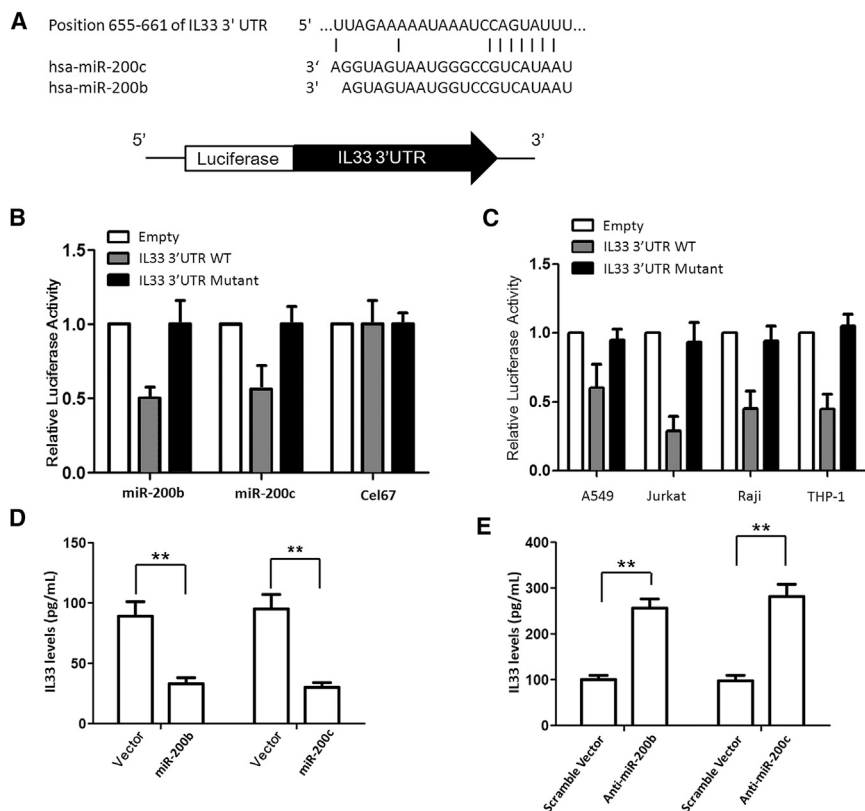 A
Position 655-661 of IL33 3' UTR 5' ...UUAGAAAAAUAAAUCCAGUAUUU...
hsa-miR-200c 3' AGGUAGUAAUGGGCCGUCAUAAU
hsa-miR-200b 3' AGUAGUAAUGGUCCGUCAUAAU
5' 3'
Luciferase IL33 3'UTR
B
Empty
IL33 3'UTR WT
IL33 3'UTR Mutant
Relative Luciferase Activity
1.5
1.0
0.5
0.0
miR-200b miR-200c Cel67
C
Empty
IL33 3'UTR WT
IL33 3'UTR Mutant
Relative Luciferase Activity
1.5
1.0
0.5
0.0
A549 Jurkat Raji THP-1
D
IL33 levels (pg/mL)
150
100
50
0
** **
Vector miR-200b Vector miR-200c
E
IL33 levels (pg/mL)
400
300
200
100
0
** **
Scramble Vector Anti-miR-200b Scramble Vector Anti-miR-200c